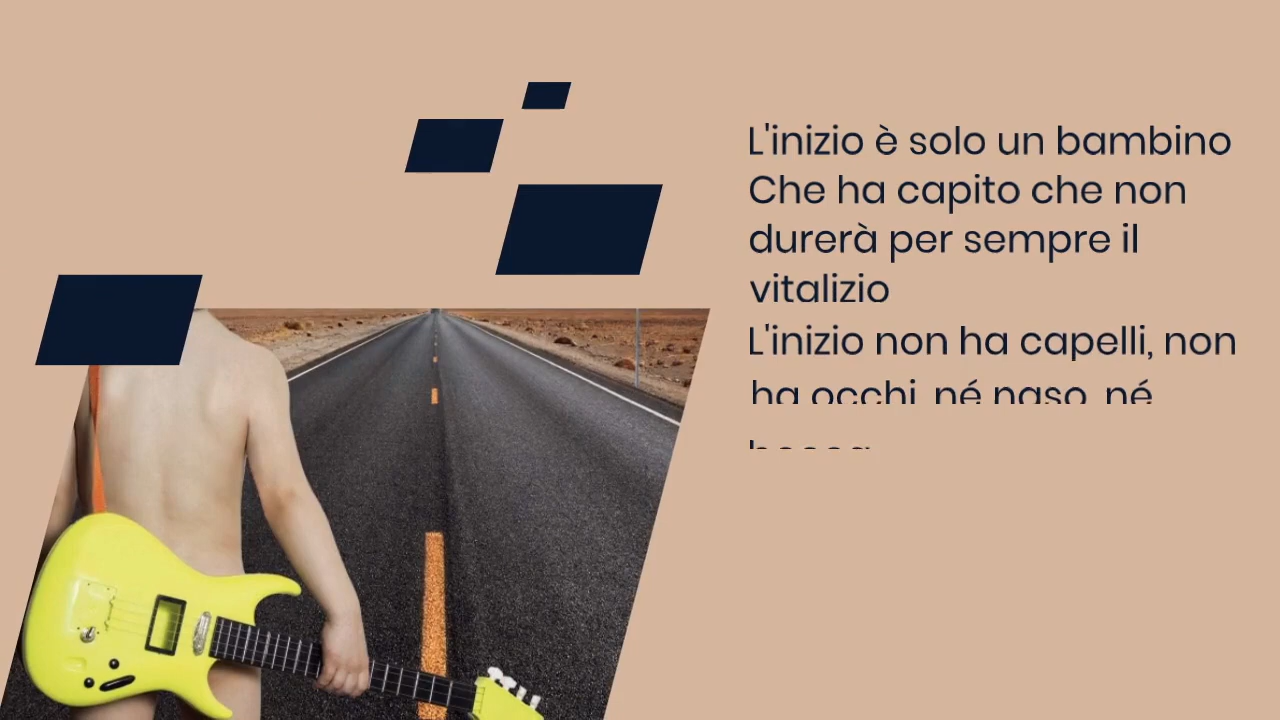 L'inizio è solo un bambino
Che ha capito che non
durerà per sempre il
vitalizio
L'inizio non ha capelli, non
ha occhi, né naso, né
bocca